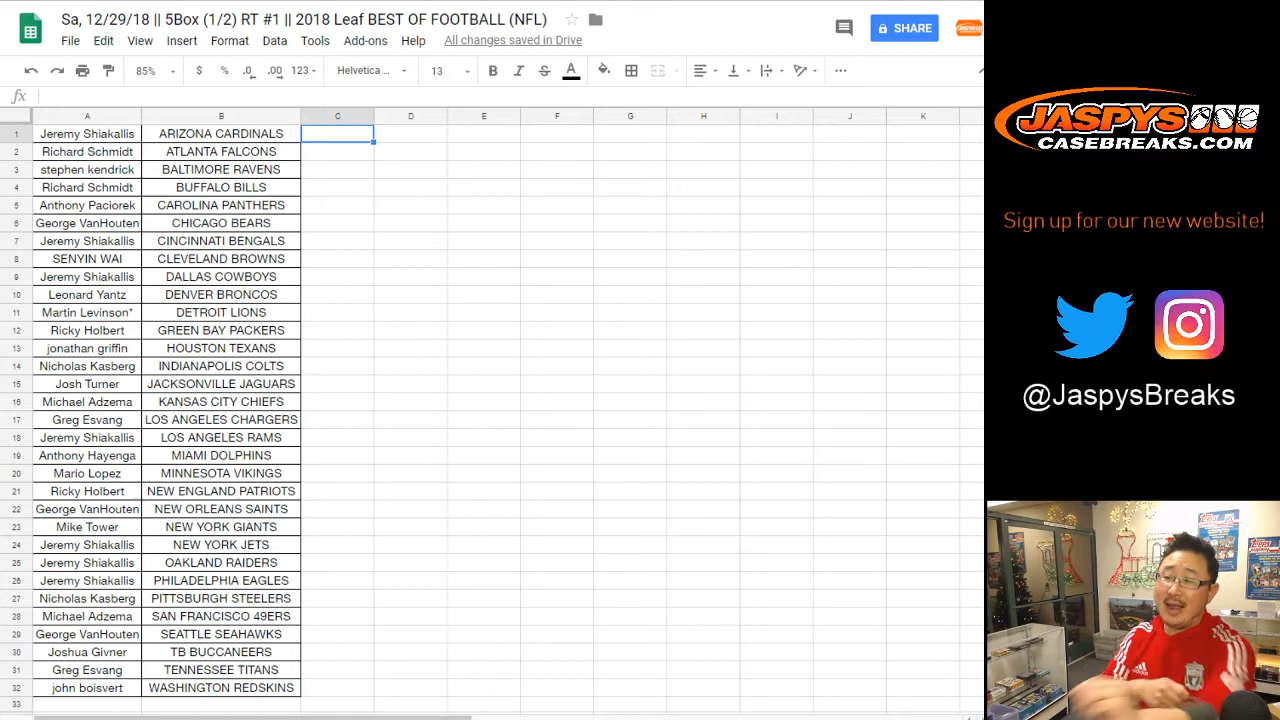 Sa, 12/29/18 || 5Box (1/2) RT #1 || 2018 Leaf BEST OF FOOTBALL (NFL)
File Edit View Insert Format Data Tools Add-ons Help All changes saved in Drive
SHARE
85% $ % .0 .00 123 Helvetica ... 13 B I S A
fx
A B C D E F G H I J K
1 Jeremy Shiakallis ARIZONA CARDINALS
2 Richard Schmidt ATLANTA FALCONS
3 stephen kendrick BALTIMORE RAVENS
4 Richard Schmidt BUFFALO BILLS
5 Anthony Paciorek CAROLINA PANTHERS
6 George VanHouten CHICAGO BEARS
7 Jeremy Shiakallis CINCINNATI BENGALS
8 SENYIN WAI CLEVELAND BROWNS
9 Jeremy Shiakallis DALLAS COWBOYS
10 Leonard Yantz DENVER BRONCOS
11 Martin Levinson* DETROIT LIONS
12 Ricky Holbert GREEN BAY PACKERS
13 jonathan griffin HOUSTON TEXANS
14 Nicholas Kasberg INDIANAPOLIS COLTS
15 Josh Turner JACKSONVILLE JAGUARS
16 Michael Adzema KANSAS CITY CHIEFS
17 Greg Esvang LOS ANGELES CHARGERS
18 Jeremy Shiakallis LOS ANGELES RAMS
19 Anthony Hayenga MIAMI DOLPHINS
20 Mario Lopez MINNESOTA VIKINGS
21 Ricky Holbert NEW ENGLAND PATRIOTS
22 George VanHouten NEW ORLEANS SAINTS
23 Mike Tower NEW YORK GIANTS
24 Jeremy Shiakallis NEW YORK JETS
25 Jeremy Shiakallis OAKLAND RAIDERS
26 Jeremy Shiakallis PHILADELPHIA EAGLES
27 Nicholas Kasberg PITTSBURGH STEELERS
28 Michael Adzema SAN FRANCISCO 49ERS
29 George VanHouten SEATTLE SEAHAWKS
30 Joshua Givner TB BUCCANEERS
31 Greg Esvang TENNESSEE TITANS
32 john boisvert WASHINGTON REDSKINS
33
JASPYS
CASEBREAKS.COM
Sign up for our new website!
@JaspysBreaks
topps
topps